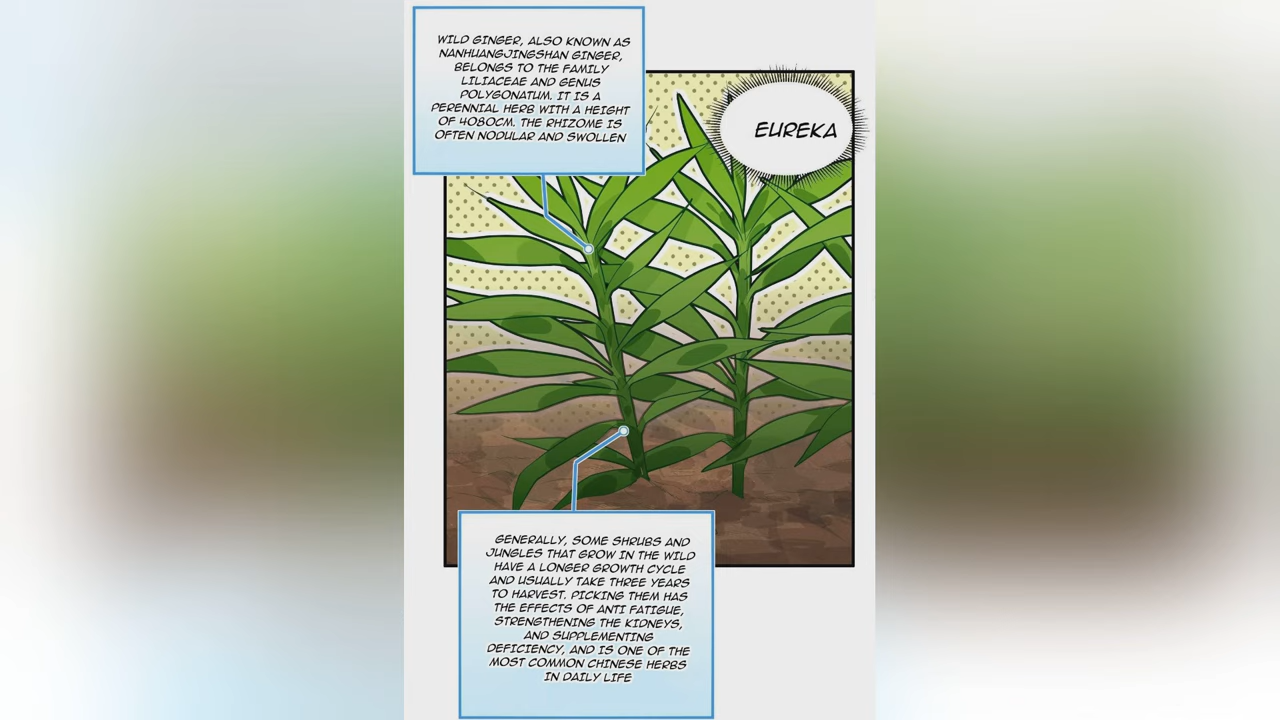 WILD GINGER, ALSO KNOWN AS
NANHUANGJINGSHAN GINGER,
BELONGS TO THE FAMILY
LILIACEAE AND GENUS
POLYGONATUM. IT IS A
PERENNIAL HERB WITH A HEIGHT
OF 4080CM. THE RHIZOME IS
OFTEN NODULAR AND SWOLLEN
EUREKA
GENERALLY, SOME SHRUBS AND
JUNGLES THAT GROW IN THE WILD
HAVE A LONGER GROWTH CYCLE
AND USUALLY TAKE THREE YEARS
TO HARVEST. PICKING THEM HAS
THE EFFECTS OF ANTI FATIGUE,
STRENGTHENING THE KIDNEYS,
AND SUPPLEMENTING
DEFICIENCY, AND IS ONE OF THE
MOST COMMON CHINESE HERBS
IN DAILY LIFE